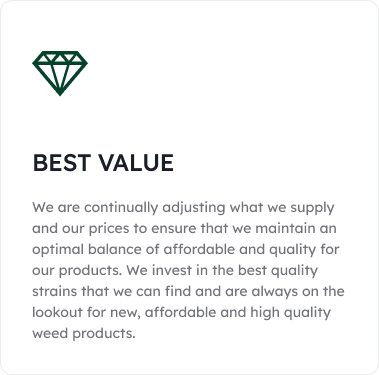 BEST VALUE
We are continually adjusting what we supply
and our prices to ensure that we maintain an
optimal balance of affordable and quality for
our products. We invest in the best quality
strains that we can find and are always on the
lookout for new, affordable and high quality
weed products.